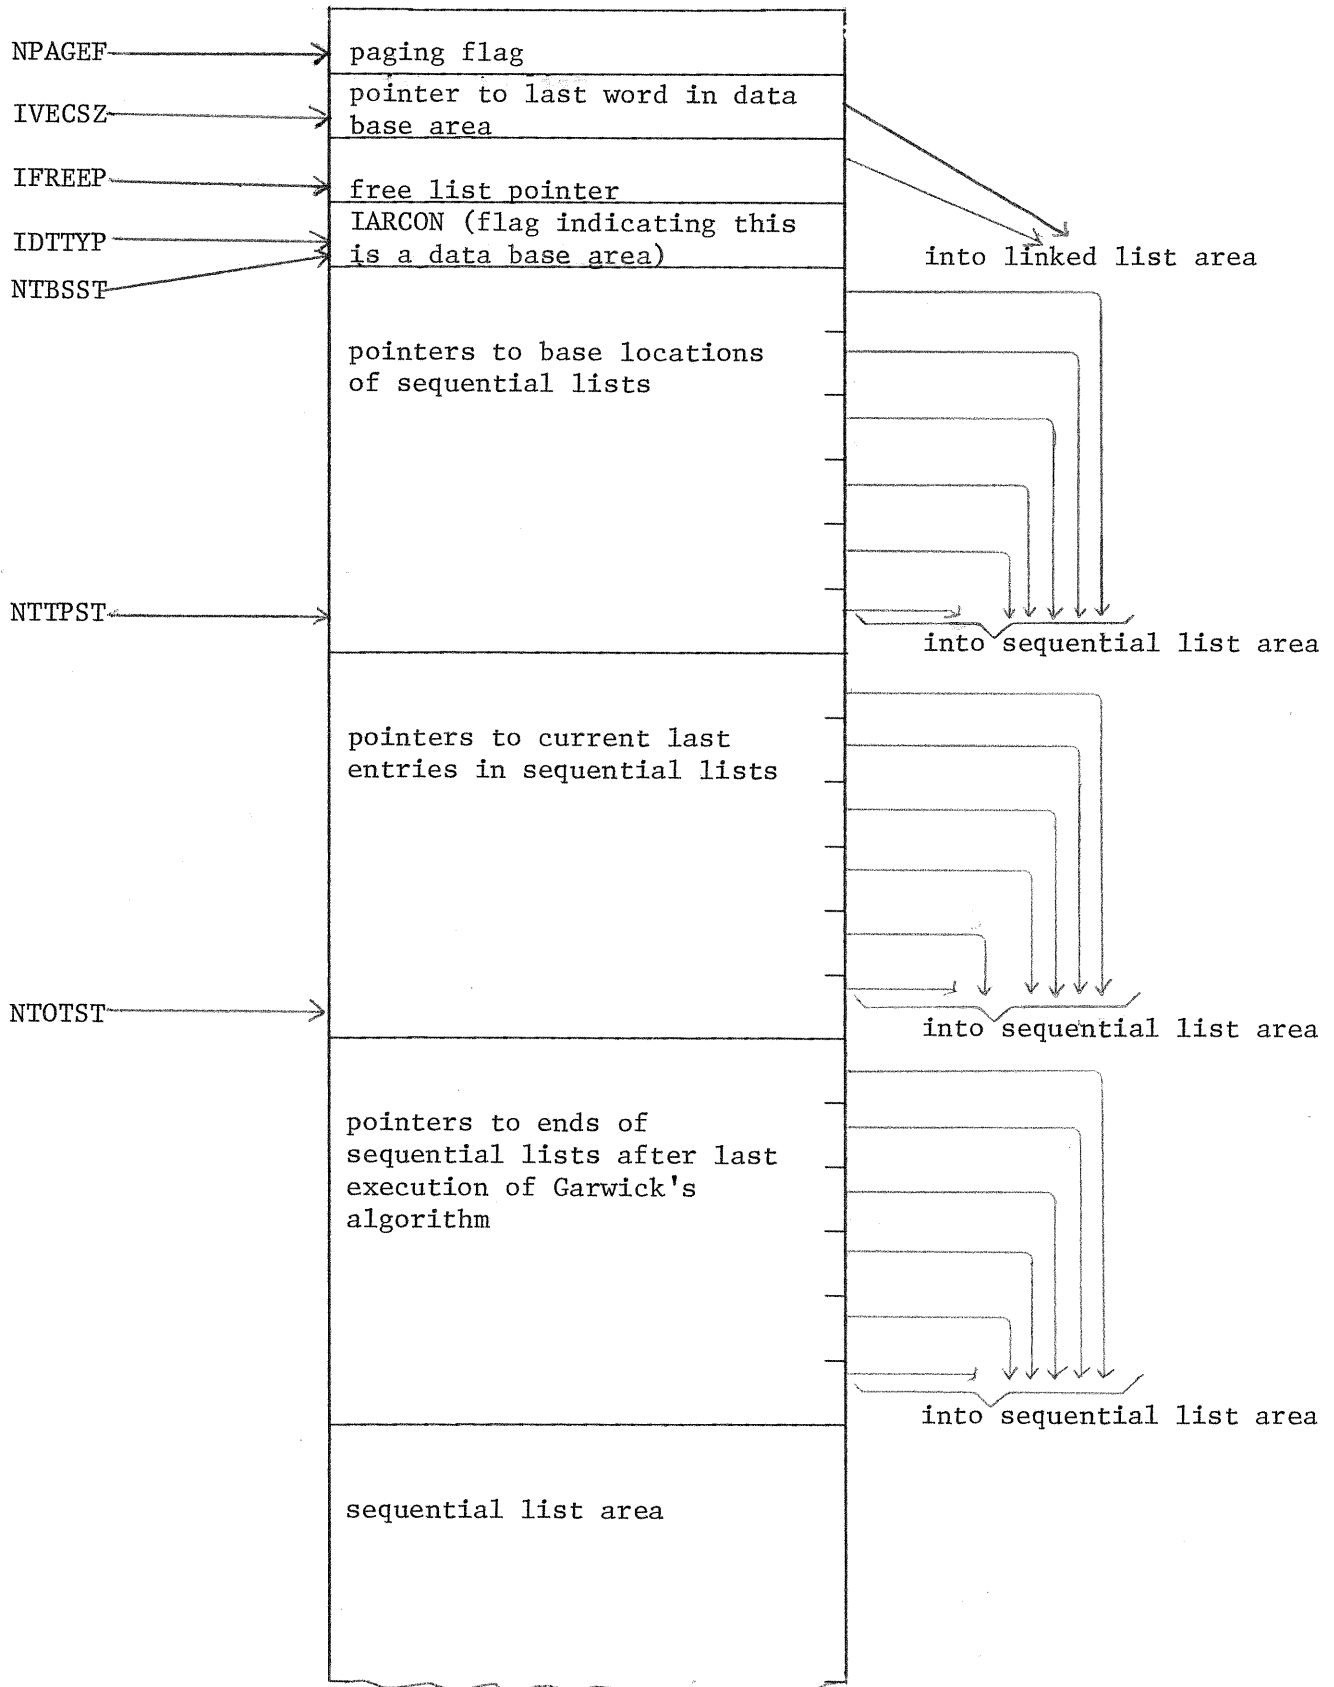 NPAGEF
paging flag
IVECSZ
pointer to last word in data
base area
IFREEP
free list pointer
IDTTYP
IARCON (flag indicating this
is a data base area)
NTBSST
into linked list area
pointers to base locations
of sequential lists
NTTPST
into sequential list area
pointers to current last
entries in sequential lists
NTOTST
into sequential list area
pointers to ends of
sequential lists after last
execution of Garwick's
algorithm
into sequential list area
sequential list area